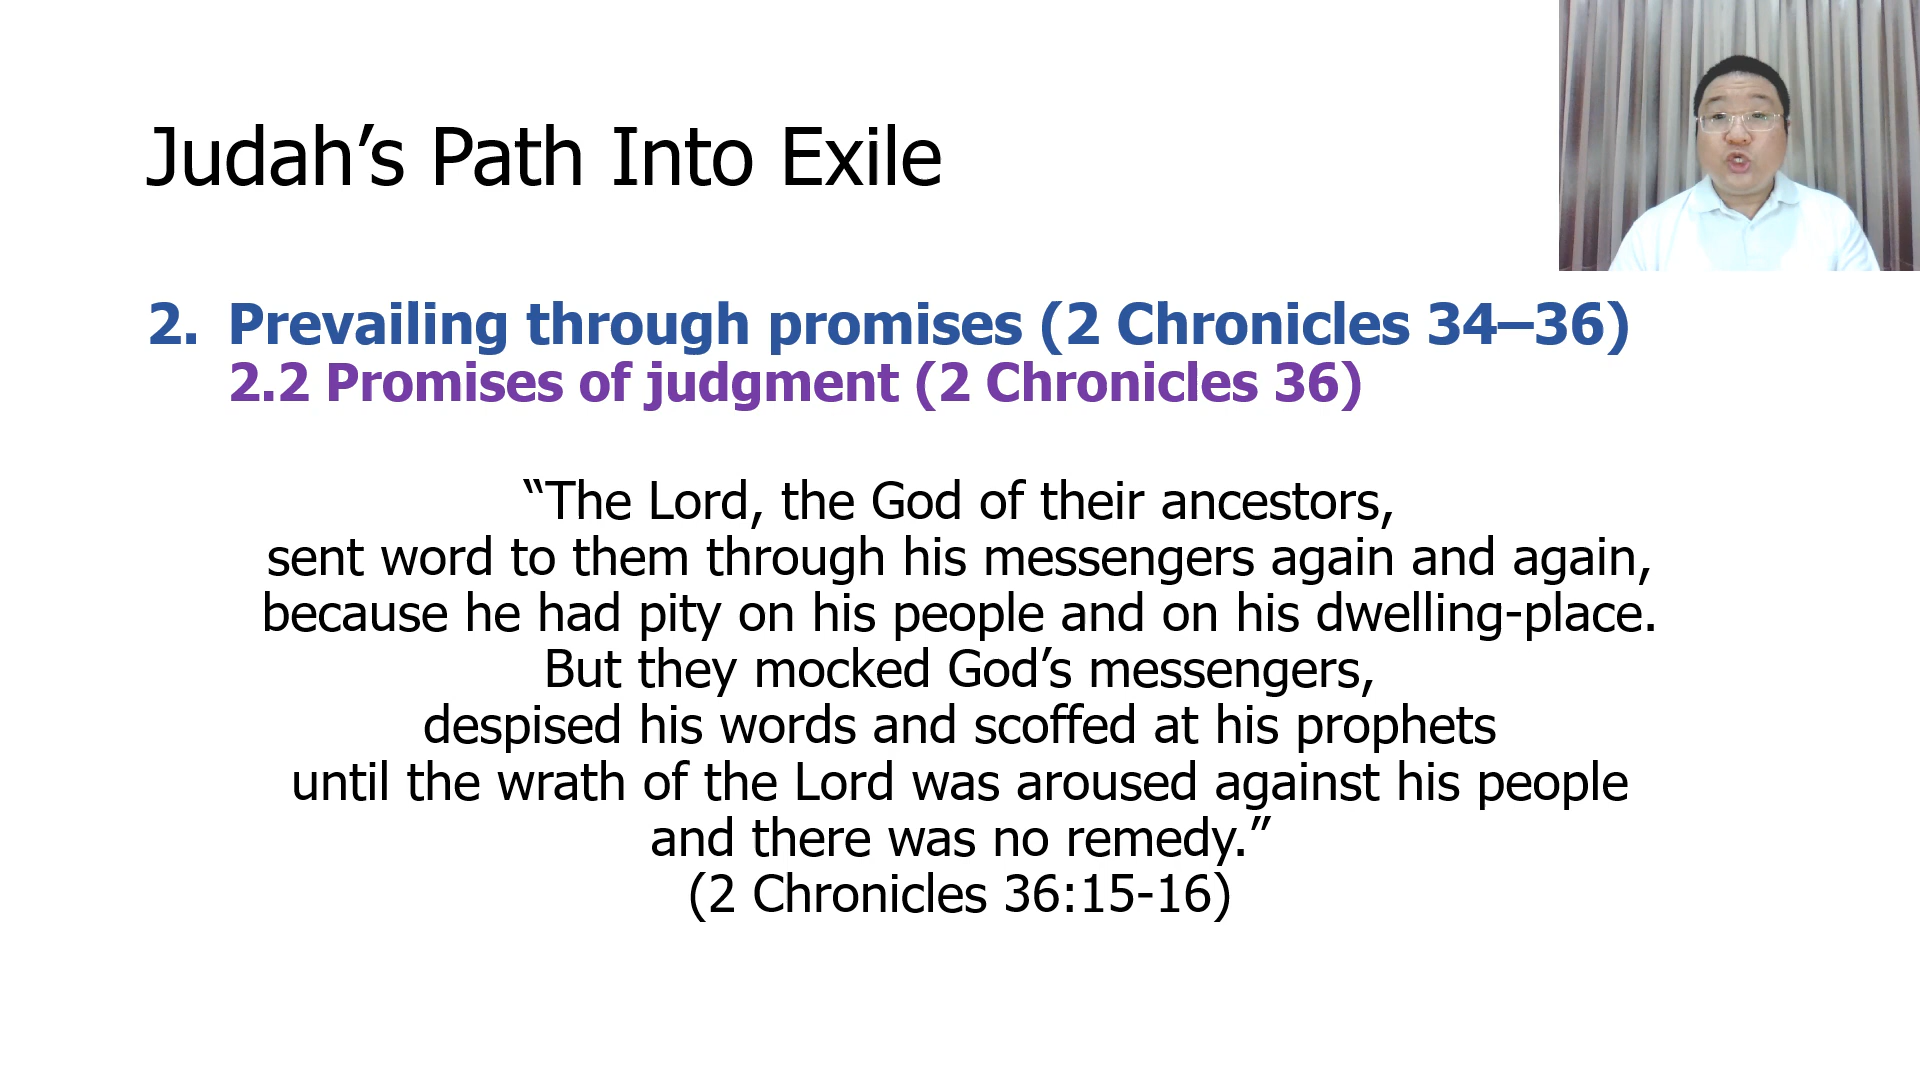 Judah’s Path Into Exile
2. Prevailing through promises (2 Chronicles 34–36)
2.2 Promises of judgment (2 Chronicles 36)
“The Lord, the God of their ancestors,
sent word to them through his messengers again and again,
because he had pity on his people and on his dwelling-place.
But they mocked God’s messengers,
despised his words and scoffed at his prophets
until the wrath of the Lord was aroused against his people
and there was no remedy.”
(2 Chronicles 36:15-16)